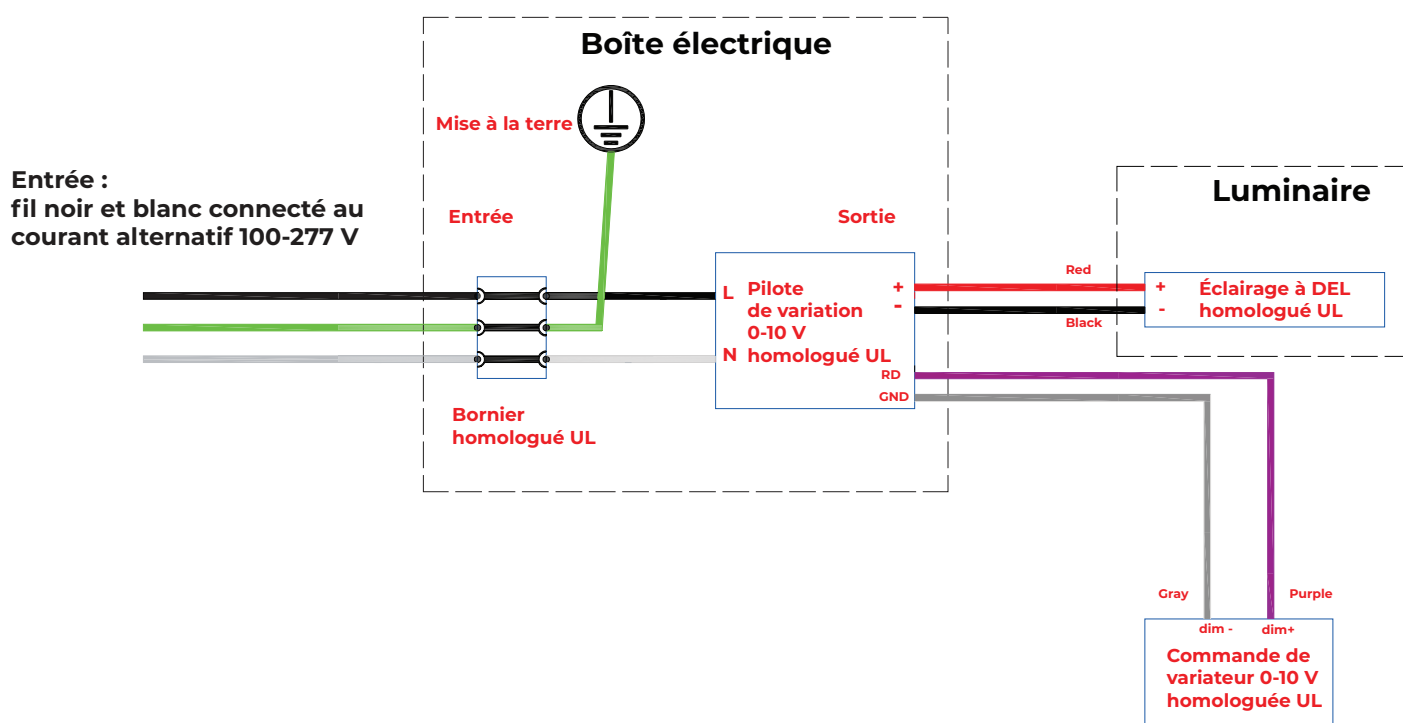 Boîte électrique
Mise à la terre
Entrée :
fil noir et blanc connecté au
courant alternatif 100-277 V
Entrée
Sortie
Luminaire
L
N
Pilote
de variation
0-10 V
homologué UL
+
-
RD
GND
Red
Black
+
-
Éclairage à DEL
homologué UL
Bornier
homologué UL
Gray
Purple
dim -
dim+
Commande de
variateur 0-10 V
homologuée UL